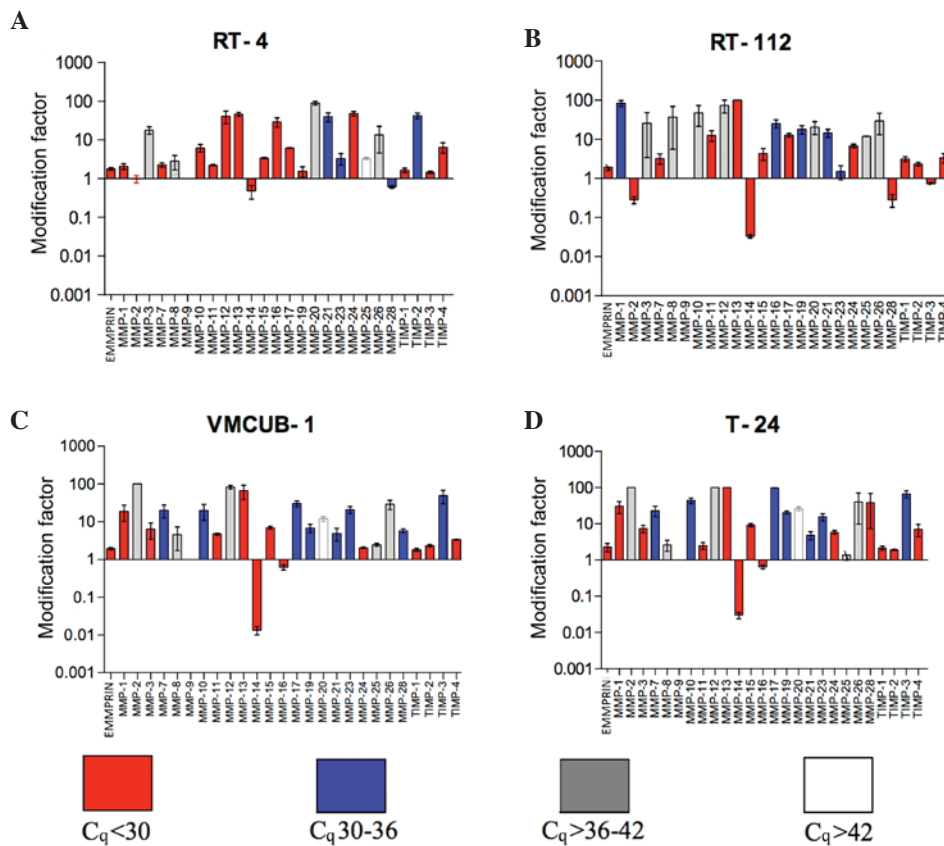 A
RT-4
Modification factor
1000
100
10
1
0.1
0.01
0.001
EMMPRIN
MMP-1
MMP-2
MMP-3
MMP-7
MMP-8
MMP-9
MMP-10
MMP-11
MMP-12
MMP-13
MMP-14
MMP-15
MMP-16
MMP-17
MMP-19
MMP-20
MMP-21
MMP-23
MMP-24
MMP-25
MMP-26
MMP-28
TIMP-1
TIMP-2
TIMP-3
TIMP-4
B
RT-112
Modification factor
1000
100
10
1
0.1
0.01
0.001
EMMPRIN
MMP-1
MMP-2
MMP-3
MMP-7
MMP-8
MMP-9
MMP-10
MMP-11
MMP-12
MMP-13
MMP-14
MMP-15
MMP-16
MMP-17
MMP-19
MMP-20
MMP-21
MMP-23
MMP-24
MMP-25
MMP-26
MMP-28
TIMP-1
TIMP-2
TIMP-3
TIMP-4
C
VMCUB-1
Modification factor
1000
100
10
1
0.1
0.01
0.001
EMMPRIN
MMP-1
MMP-2
MMP-3
MMP-7
MMP-8
MMP-9
MMP-10
MMP-11
MMP-12
MMP-13
MMP-14
MMP-15
MMP-16
MMP-17
MMP-19
MMP-20
MMP-21
MMP-23
MMP-24
MMP-25
MMP-26
MMP-28
TIMP-1
TIMP-2
TIMP-3
TIMP-4
D
T-24
Modification factor
1000
100
10
1
0.1
0.01
0.001
EMMPRIN
MMP-1
MMP-2
MMP-3
MMP-7
MMP-8
MMP-9
MMP-10
MMP-11
MMP-12
MMP-13
MMP-14
MMP-15
MMP-16
MMP-17
MMP-19
MMP-20
MMP-21
MMP-23
MMP-24
MMP-25
MMP-26
MMP-28
TIMP-1
TIMP-2
TIMP-3
TIMP-4
Cq<30
Cq30-36
Cq>36-42
Cq>42